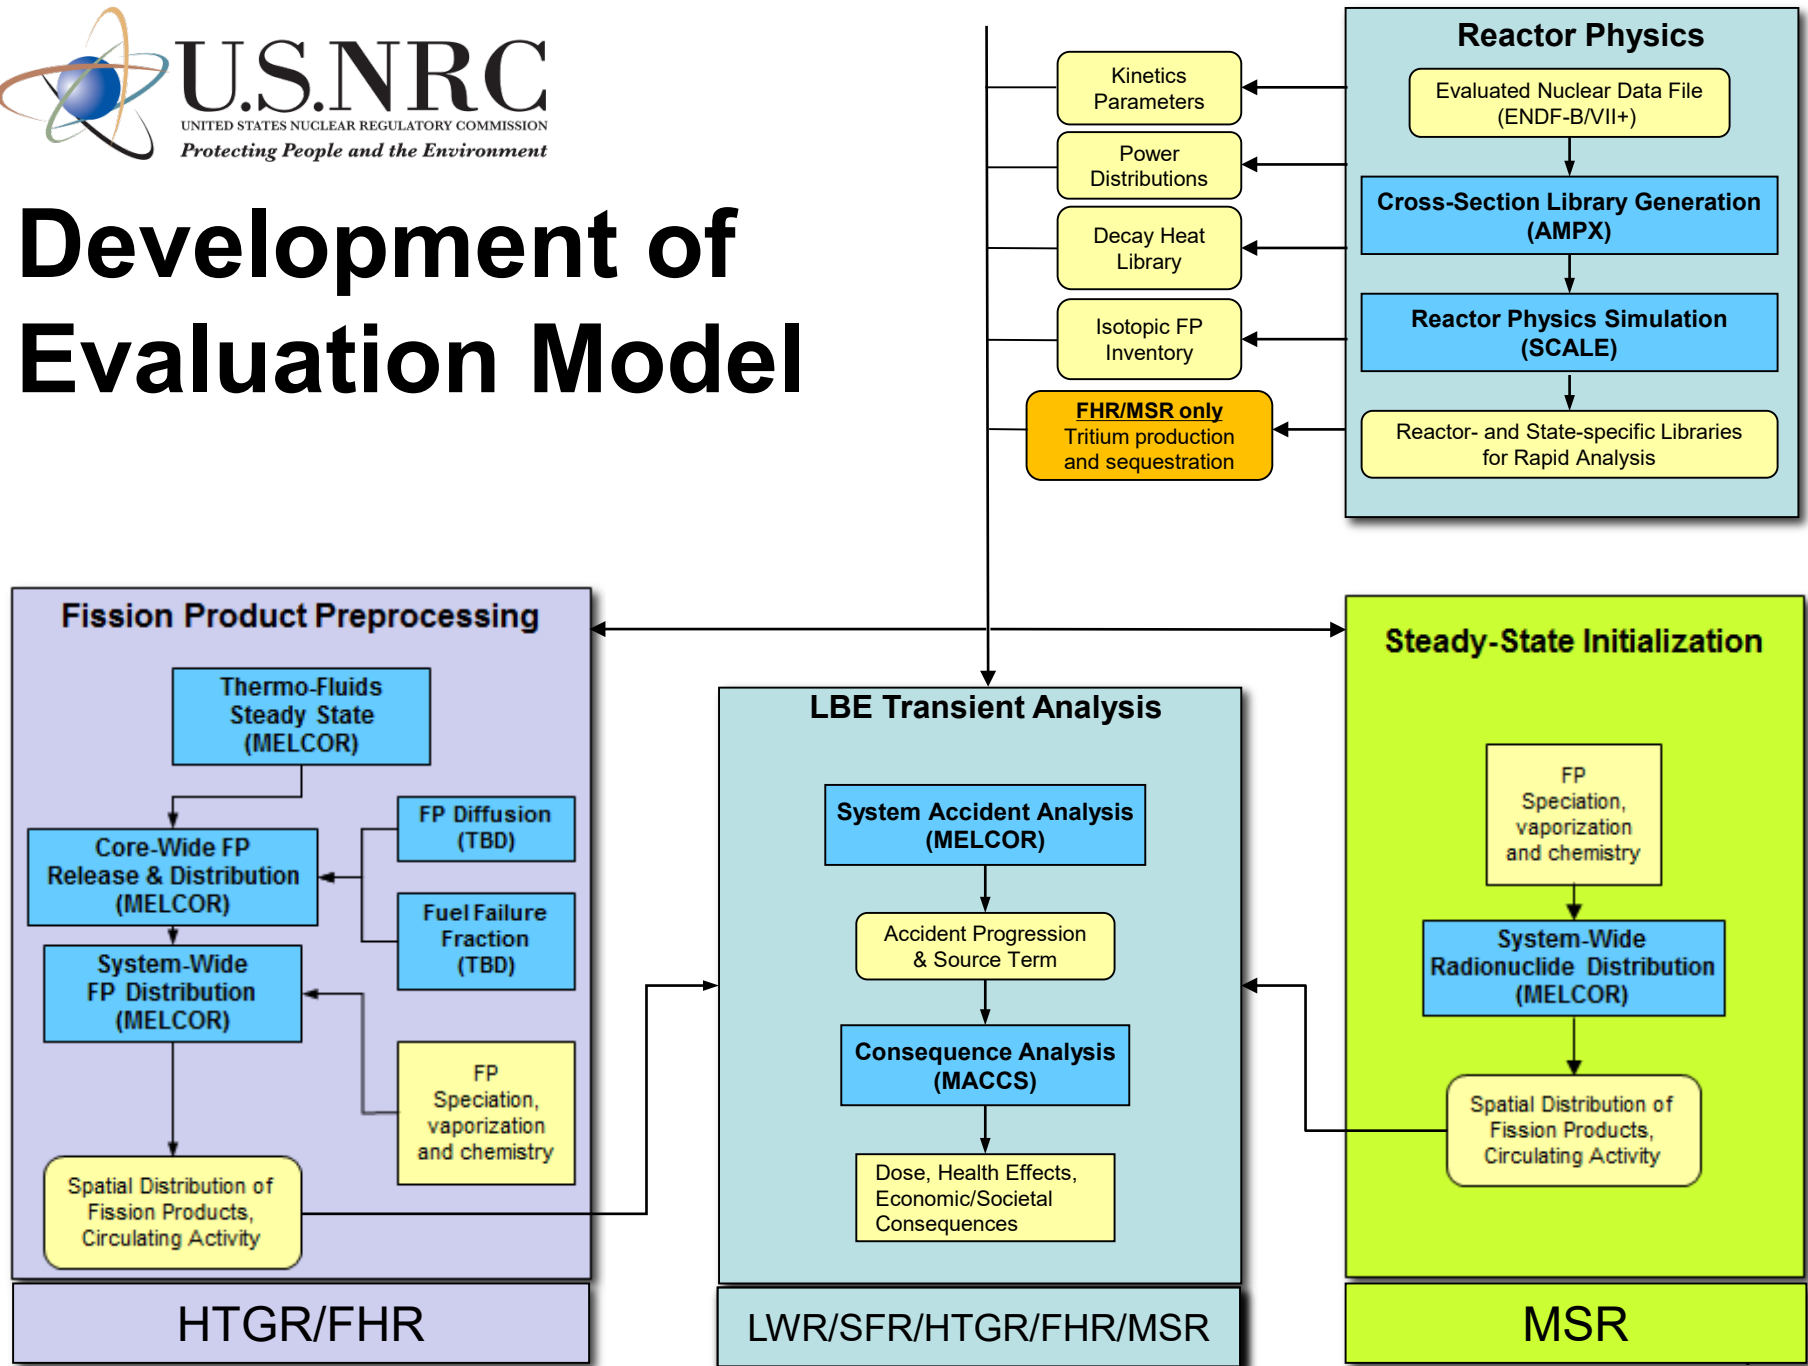 U.S.NRC
UNITED STATES NUCLEAR REGULATORY COMMISSION
Protecting People and the Environment
Development of
Evaluation Model
Kinetics
Parameters
Power
Distributions
Decay Heat
Library
Isotopic FP
Inventory
FHR/MSR only
Tritium production
and sequestration
Reactor Physics
Evaluated Nuclear Data File
(ENDF-B/VII+)
Cross-Section Library Generation
(AMPX)
Reactor Physics Simulation
(SCALE)
Reactor- and State-specific Libraries
for Rapid Analysis
Fission Product Preprocessing
Thermo-Fluids
Steady State
(MELCOR)
Core-Wide FP
Release & Distribution
(MELCOR)
FP Diffusion
(TBD)
Fuel Failure
Fraction
(TBD)
System-Wide
FP Distribution
(MELCOR)
FP
Speciation,
vaporization
and chemistry
Spatial Distribution of
Fission Products,
Circulating Activity
HTGR/FHR
LBE Transient Analysis
System Accident Analysis
(MELCOR)
Accident Progression
& Source Term
Consequence Analysis
(MACCS)
Dose, Health Effects,
Economic/Societal
Consequences
LWR/SFR/HTGR/FHR/MSR
Steady-State Initialization
FP
Speciation,
vaporization
and chemistry
System-Wide
Radionuclide Distribution
(MELCOR)
Spatial Distribution of
Fission Products,
Circulating Activity
MSR